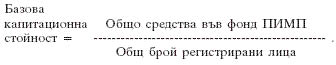 Базова
капитационна Общо средства във фонд ПИМП
стойност = ------------------------------------------------ .
Общ брой регистрирани лица